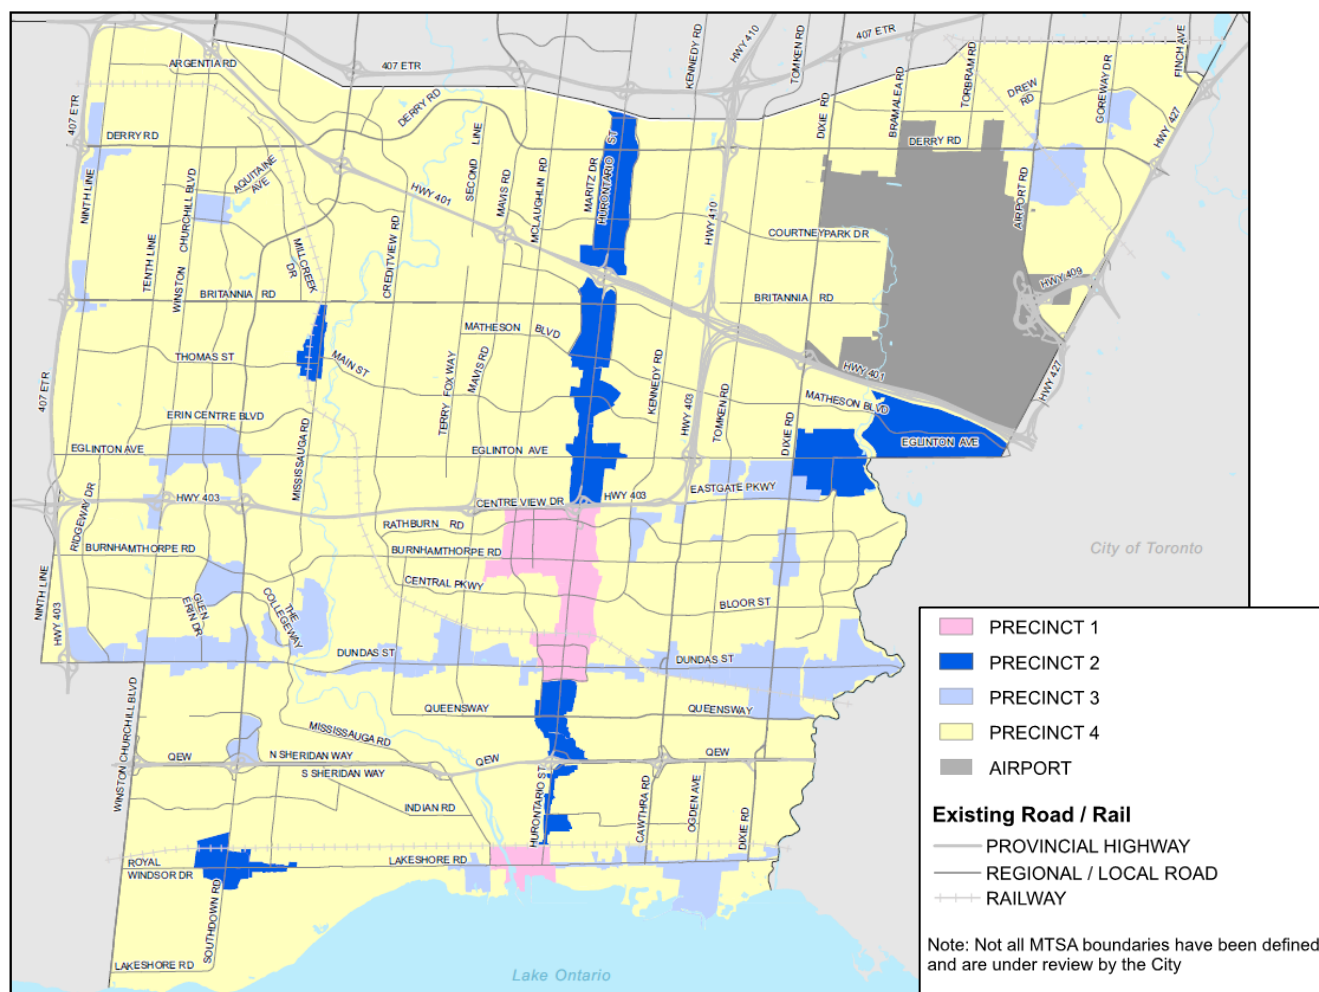 407 ETR
ARGENTIA RD
407 ETR
KENNEDY RD
HWY 410
TOMKEN RD
407 ETR
TORBRAM RD
FINCH AVE
407 ETR
DERRY RD
DERRY RD
SECOND LINE
DIXIE RD
BRAMALEA RD
DREW
RD
GOREWAY DR
HWY 427
DERRY RD
NINTH LINE
AQUITAINE
AVE
WINSTON CHURCHILL BLVD
TENTH LINE
MILLCREEK
DR
CREDITVIEW RD
HWY 401
MAVIS RD
MCLAUGHLIN RD
MARITZ DR
HURONTARIO ST
HWY 410
COURTNEYPARK DR
AIRPORT RD
HWY 409
BRITANNIA RD
BRITANNIA RD
MATHESON BLVD
THOMAS ST
MAIN ST
TERRY FOX WAY
MAVIS RD
KENNEDY RD
HWY 401
HWY 427
407 ETR
ERIN CENTRE BLVD
MISSISSAUGA RD
HWY 403
TOMKEN RD
DIXIE RD
MATHESON BLVD
EGLINTON AVE
EGLINTON AVE
EGLINTON AVE
RIDGEWAY DR
HWY 403
CENTRE VIEW DR
HWY 403
EASTGATE PKWY
RATHBURN RD
BURNHAMTHORPE RD
BURNHAMTHORPE RD
City of Toronto
NINTH LINE
HWY 403
GLEN
ERIN DR
THE
COLLEGEWAY
CENTRAL PKWY
BLOOR ST
DUNDAS ST
DUNDAS ST
WINSTON CHURCHILL BLVD
QUEENSWAY
QUEENSWAY
MISSISSAUGA RD
QEW
N SHERIDAN WAY
QEW
QEW
S SHERIDAN WAY
HURONTARIO ST
INDIAN RD
CAWTHRA RD
OGDEN AVE
DIXIE RD
ROYAL
WINDSOR DR
LAKESHORE RD
SOUTHDOWN RD
LAKESHORE RD
Lake Ontario
PRECINCT 1
PRECINCT 2
PRECINCT 3
PRECINCT 4
AIRPORT
Existing Road / Rail
PROVINCIAL HIGHWAY
REGIONAL / LOCAL ROAD
RAILWAY
Note: Not all MTSA boundaries have been defined
and are under review by the City